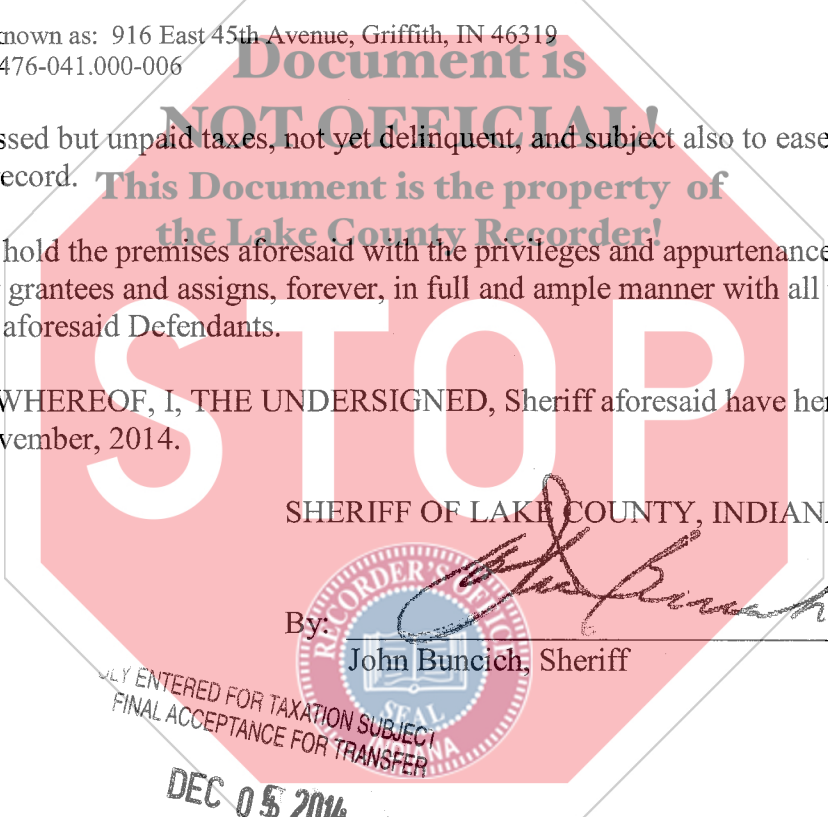 nown as: 916 East 45th Avenue, Griffith, IN 46319
476-041.000-006
Document is
NOT OFFICIAL!
ssed but unpaid taxes, not yet delinquent, and subject also to ease
ecord.
This Document is the property of
the Lake County Recorder!
hold the premises aforesaid with the privileges and appurtenance
grantees and assigns, forever, in full and ample manner with all
aforesaid Defendants.
STOP
WHEREOF, I, THE UNDERSIGNED, Sheriff aforesaid have her
vember, 2014.
SHERIFF OF LAKE COUNTY, INDIANA
By:
John Buncich, Sheriff
RECORDER'S OFFICE
SEAL
INDIANA
LY ENTERED FOR TAXATION SUBJECT
FINAL ACCEPTANCE FOR TRANSFER
DEC 05 2014